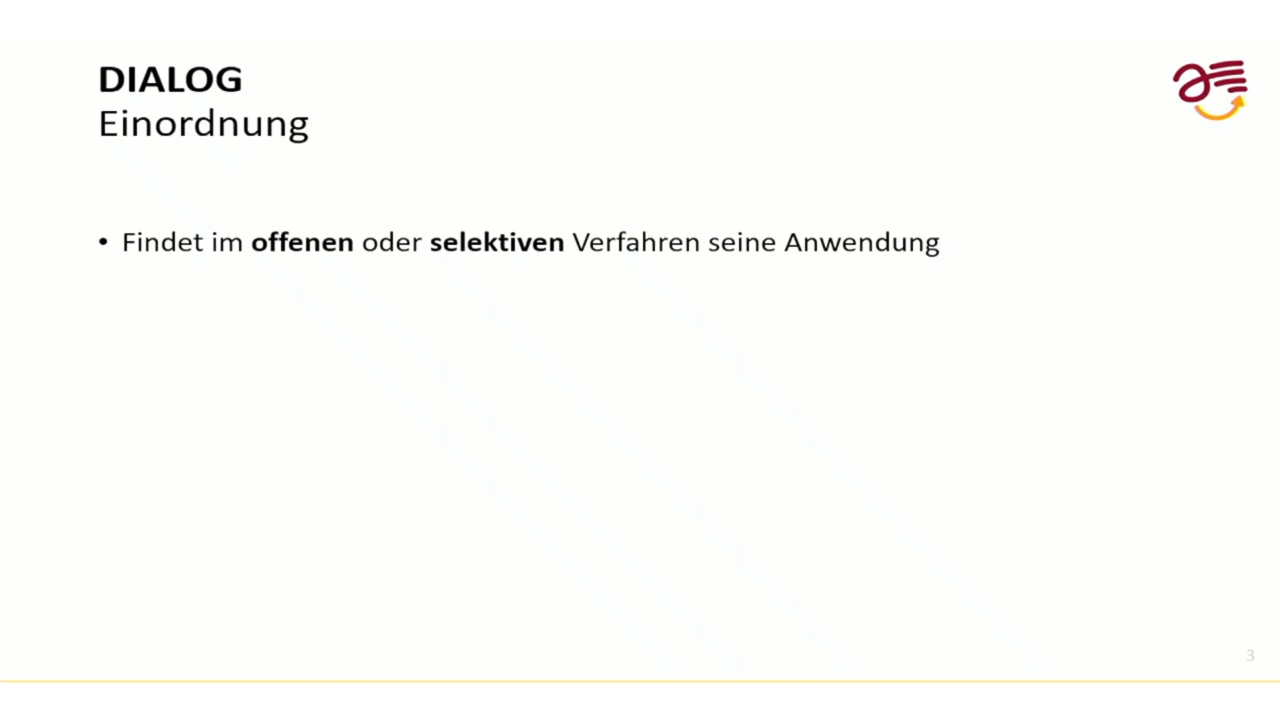 DIALOG
Einordnung
• Findet im offenen oder selektiven Verfahren seine Anwendung
3